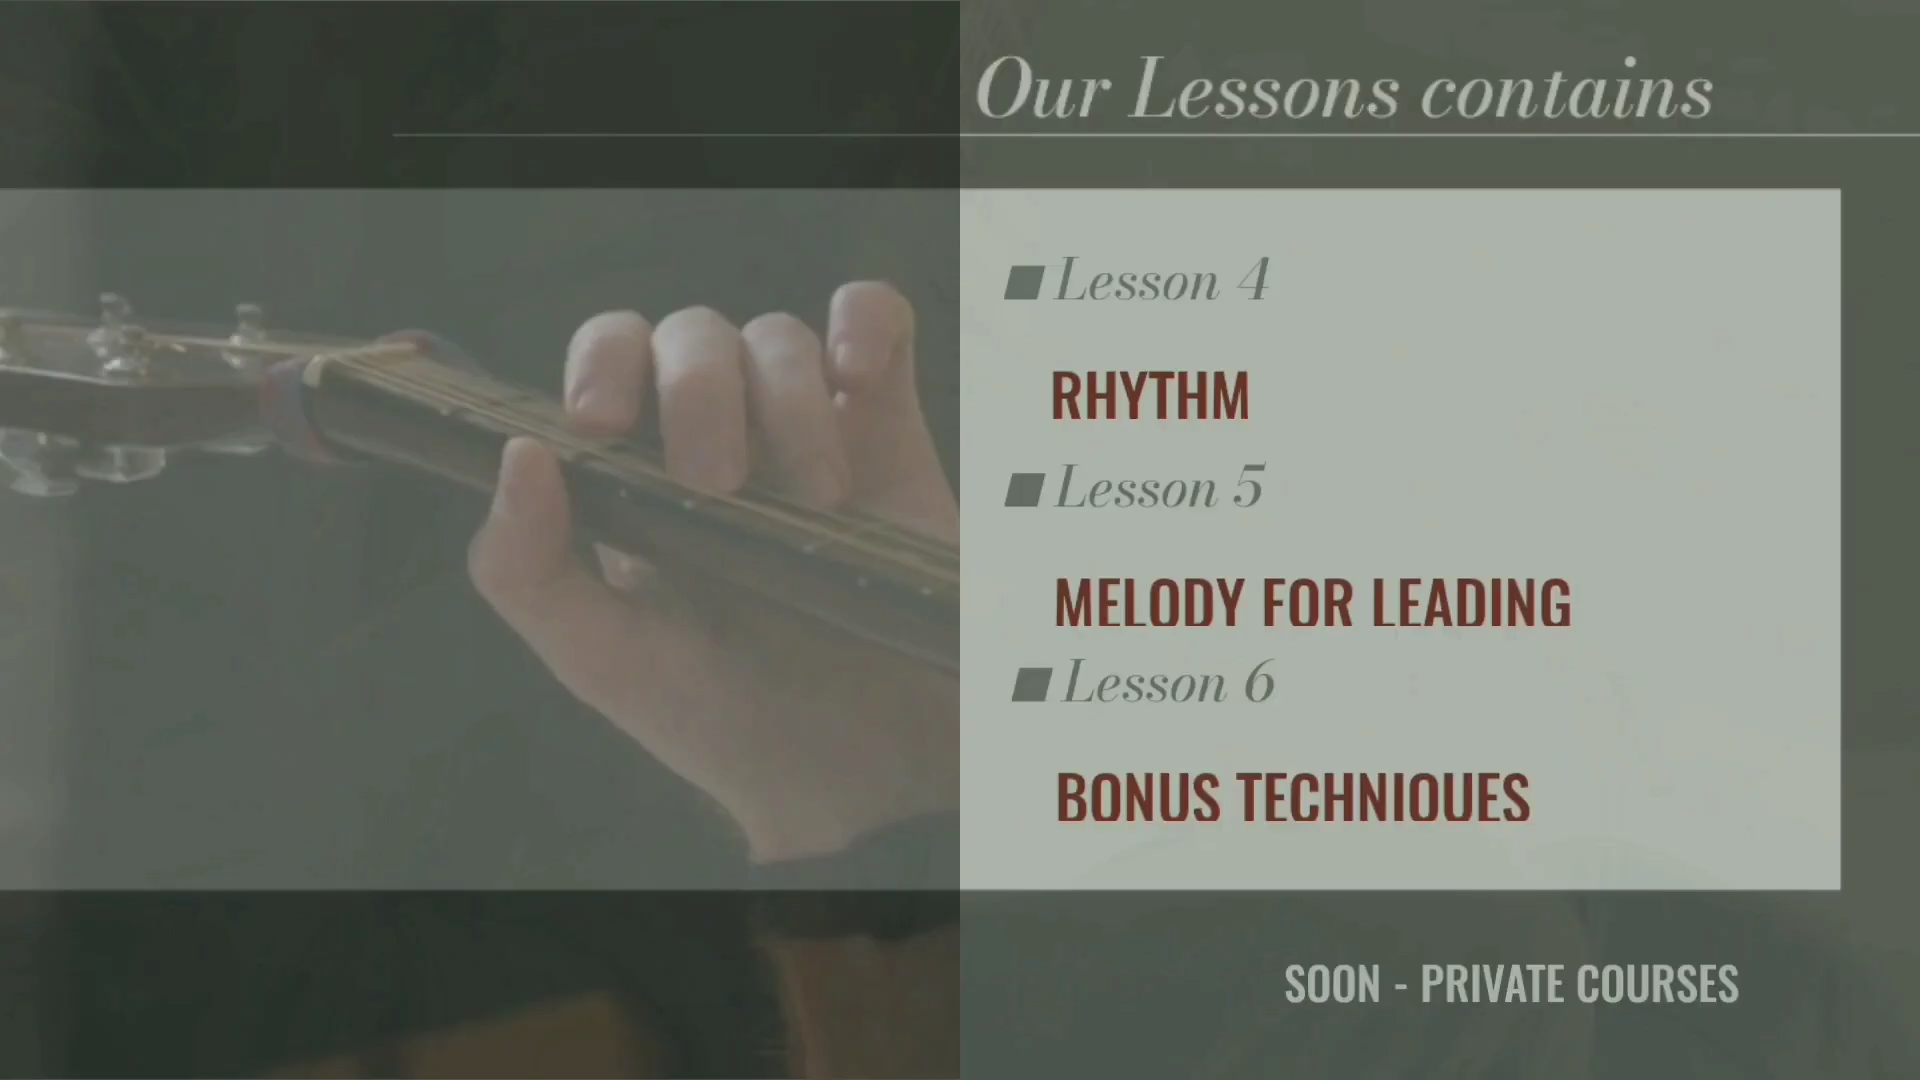 Our Lessons contains
Lesson 4
RHYTHM
Lesson 5
MELODY FOR LEADING
Lesson 6
BONUS TECHNIQUES
SOON - PRIVATE COURSES